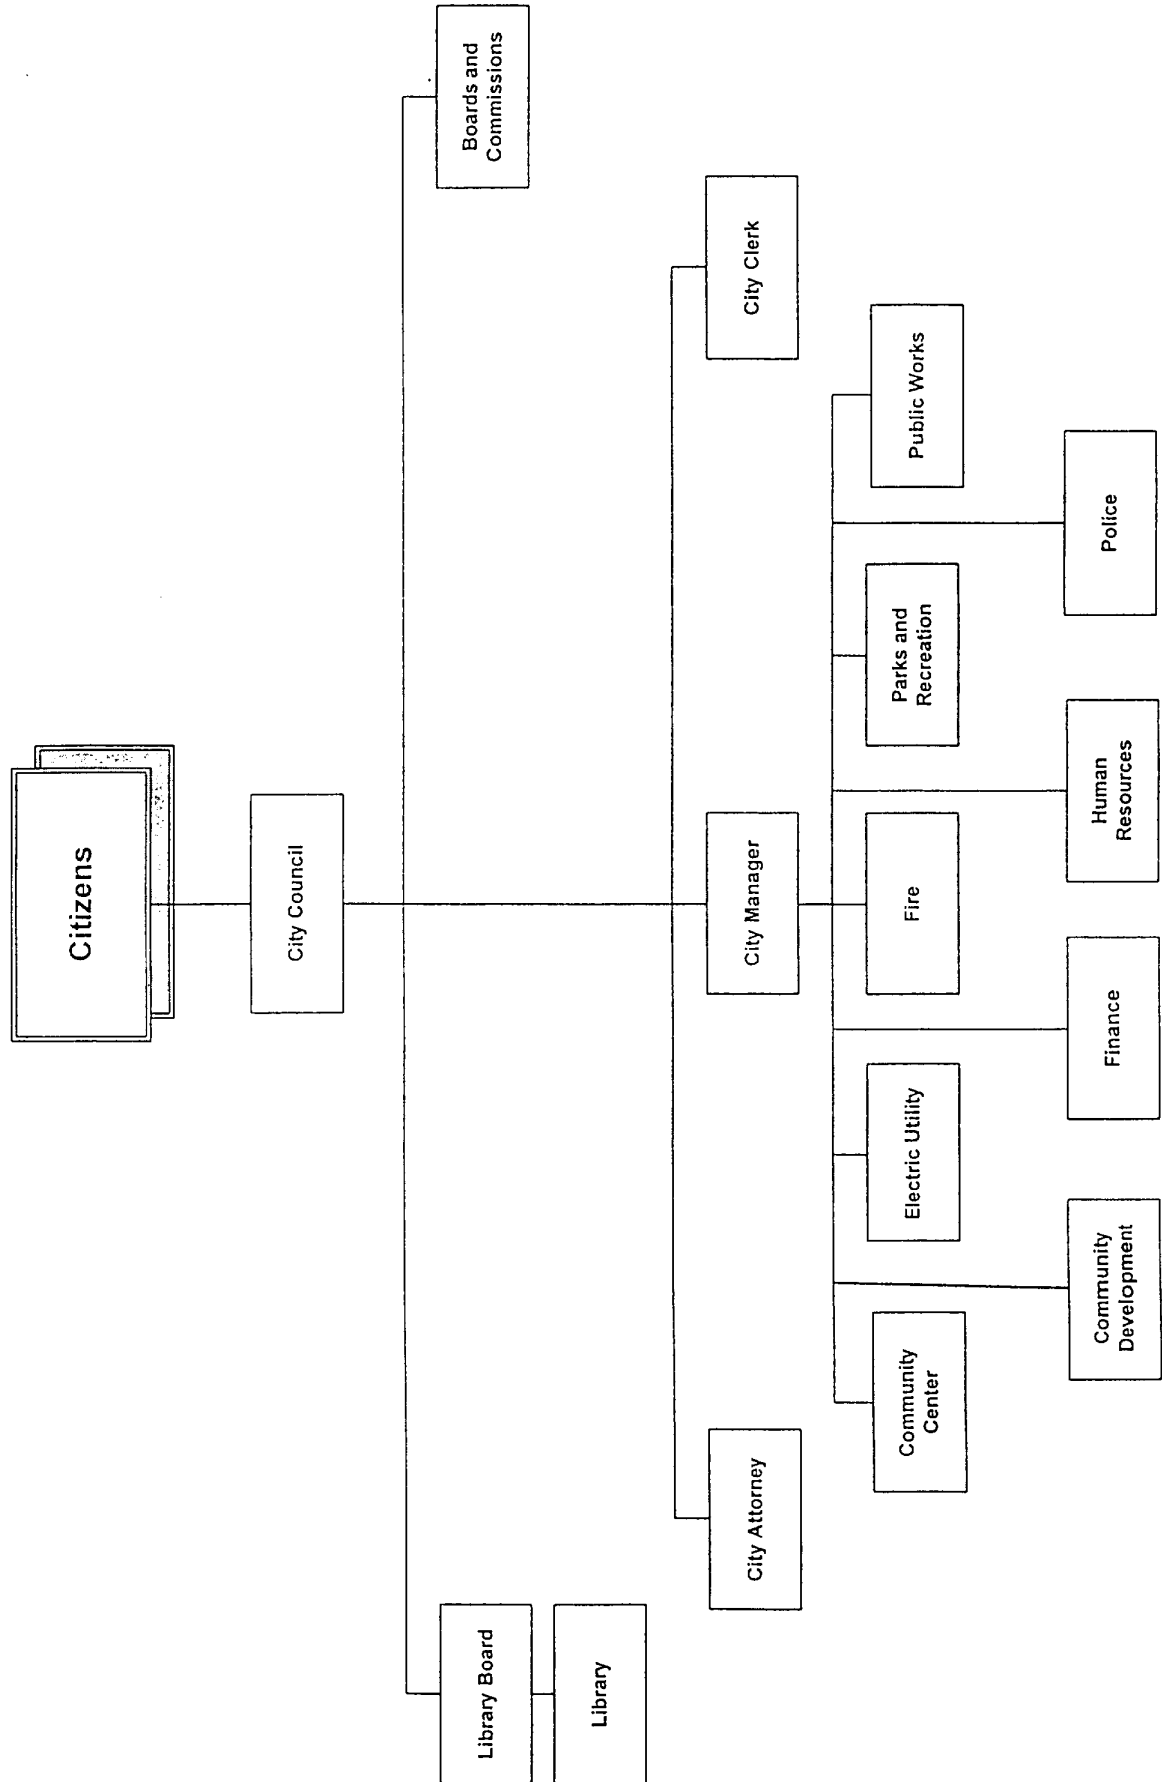 Citizens
City Council
Library Board
Boards and
Commissions
Library
City Attorney
City Manager
City Clerk
Community
Center
Electric Utility
Fire
Parks and
Recreation
Public Works
Community
Development
Finance
Human
Resources
Police